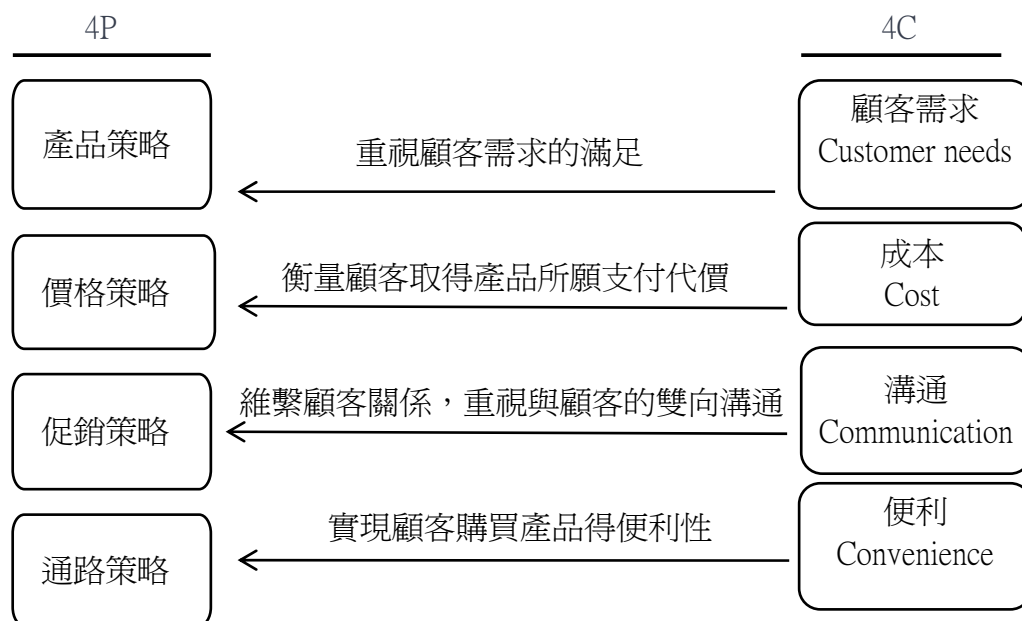 4P
4C
產品策略
重視顧客需求的滿足
顧客需求
Customer needs
價格策略
衡量顧客取得產品所願支付代價
成本
Cost
促銷策略
維繫顧客關係，重視與顧客的雙向溝通
溝通
Communication
通路策略
實現顧客購買產品得便利性
便利
Convenience